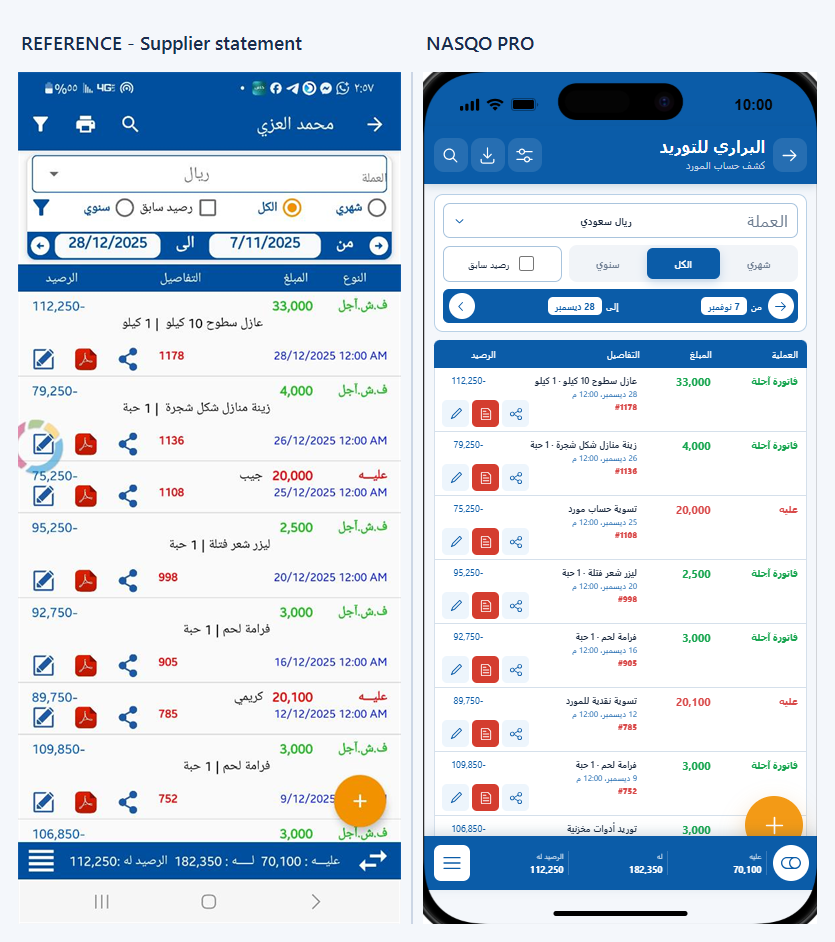 REFERENCE - Supplier statement
٢:٥٧
4G
%٥٥
محمد العزي
العملة
ريال
شهري
الكل
رصيد سابق
سنوي
من
7/11/2025
الى
28/12/2025
النوع المبلغ التفاصيل الرصيد
ف.ش.آجل 33,000 112,250-
عازل سطوح 10 كيلو | 1 كيلو
28/12/2025 12:00 AM 1178
ف.ش.آجل 4,000 79,250-
زينة منازل شكل شجرة | 1 حبة
26/12/2025 12:00 AM 1136
عليــه 20,000 جيب 75,250-
25/12/2025 12:00 AM 1108
ف.ش.آجل 2,500 95,250-
ليزر شعر فتلة | 1 حبة
20/12/2025 12:00 AM 998
ف.ش.آجل 3,000 92,750-
فرامة لحم | 1 حبة
16/12/2025 12:00 AM 905
عليــه 20,100 كريمي 89,750-
12/12/2025 12:00 AM 785
ف.ش.آجل 3,000 109,850-
فرامة لحم | 1 حبة
9/12/2025 752
ف.ش.آجل 3,000 106,850-
عليــه : 70,100 لــــه : 182,350 الرصيد له : 112,250
NASQO PRO
10:00
البراري للتوريد
كشف حساب المورد
العملة
ريال سعودي
شهري
الكل
سنوي
رصيد سابق
من 7 نوفمبر
إلى 28 ديسمبر
العملية المبلغ التفاصيل الرصيد
فاتورة آجلة 33,000 عازل سطوح 10 كيلو · 1 كيلو 112,250-
28 ديسمبر، 12:00 م
#1178
فاتورة آجلة 4,000 زينة منازل شكل شجرة · 1 حبة 79,250-
26 ديسمبر، 12:00 م
#1136
عليه 20,000 تسوية حساب مورد 75,250-
25 ديسمبر، 12:00 م
#1108
فاتورة آجلة 2,500 ليزر شعر فتلة · 1 حبة 95,250-
20 ديسمبر، 12:00 م
#998
فاتورة آجلة 3,000 فرامة لحم · 1 حبة 92,750-
16 ديسمبر، 12:00 م
#905
عليه 20,100 تسوية نقدية للمورد 89,750-
12 ديسمبر، 12:00 م
#785
فاتورة آجلة 3,000 فرامة لحم · 1 حبة 109,850-
9 ديسمبر، 12:00 م
#752
فاتورة آجلة 3,000 توريد أدوات مخزنية 106,850-
عليه له الرصيد له
70,100 182,350 112,250